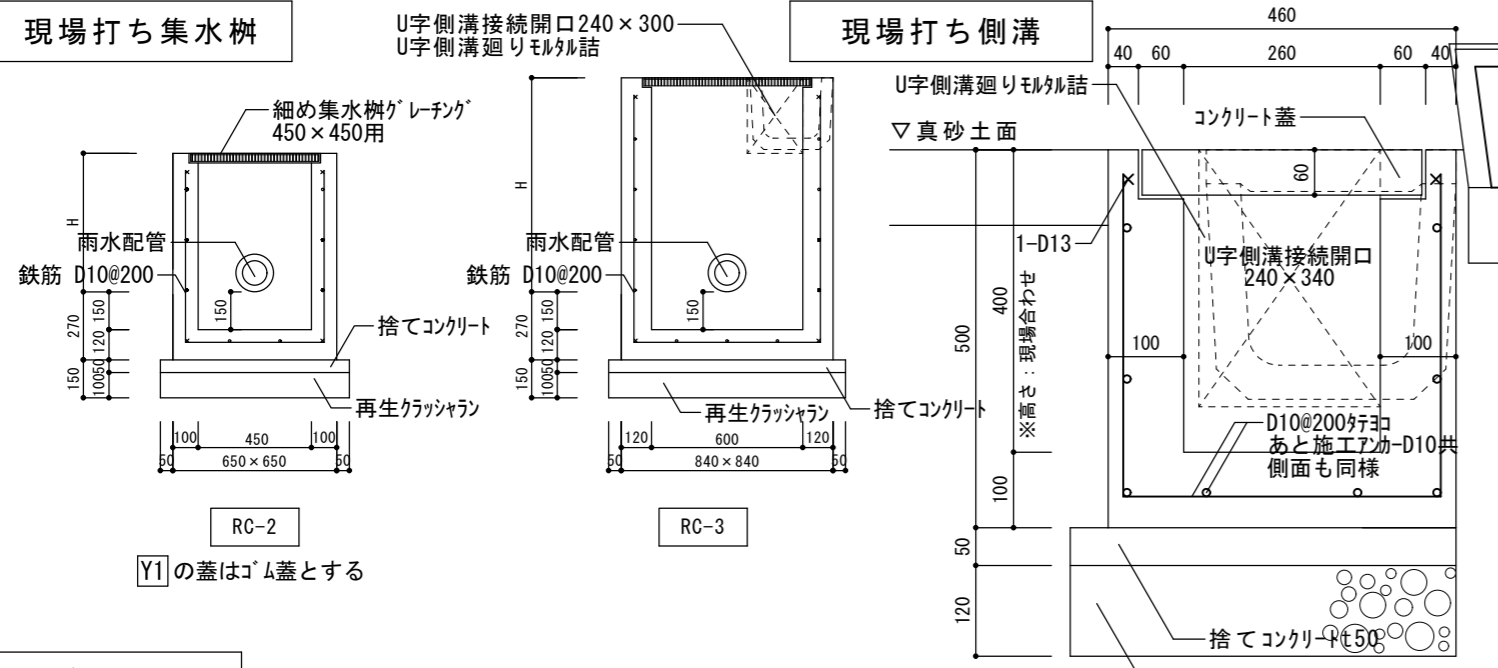 現場打ち集水桝
細め集水桝グレーチング
450×450用
H
雨水配管
鉄筋 D10@200
150
270
150
120
150
50
100
捨てコンクリート
再生クラッシャラン
100
450
100
50
650×650
50
RC-2
Y1の蓋はゴム蓋とする
U字側溝接続開口240×300
U字側溝廻りモルタル詰
H
雨水配管
鉄筋 D10@200
150
270
150
120
150
50
100
再生クラッシャラン
捨てコンクリート
120
600
120
50
840×840
50
RC-3
現場打ち側溝
460
40
60
260
60
40
U字側溝廻りモルタル詰
コンクリート蓋
▽真砂土面
60
1-D13
U字側溝接続開口
240×340
500
400
※高さ:現場合わせ
100
100
100
D10@200タテヨコ
あと施工アンカーD10共
側面も同様
50
120
捨てコンクリートt50